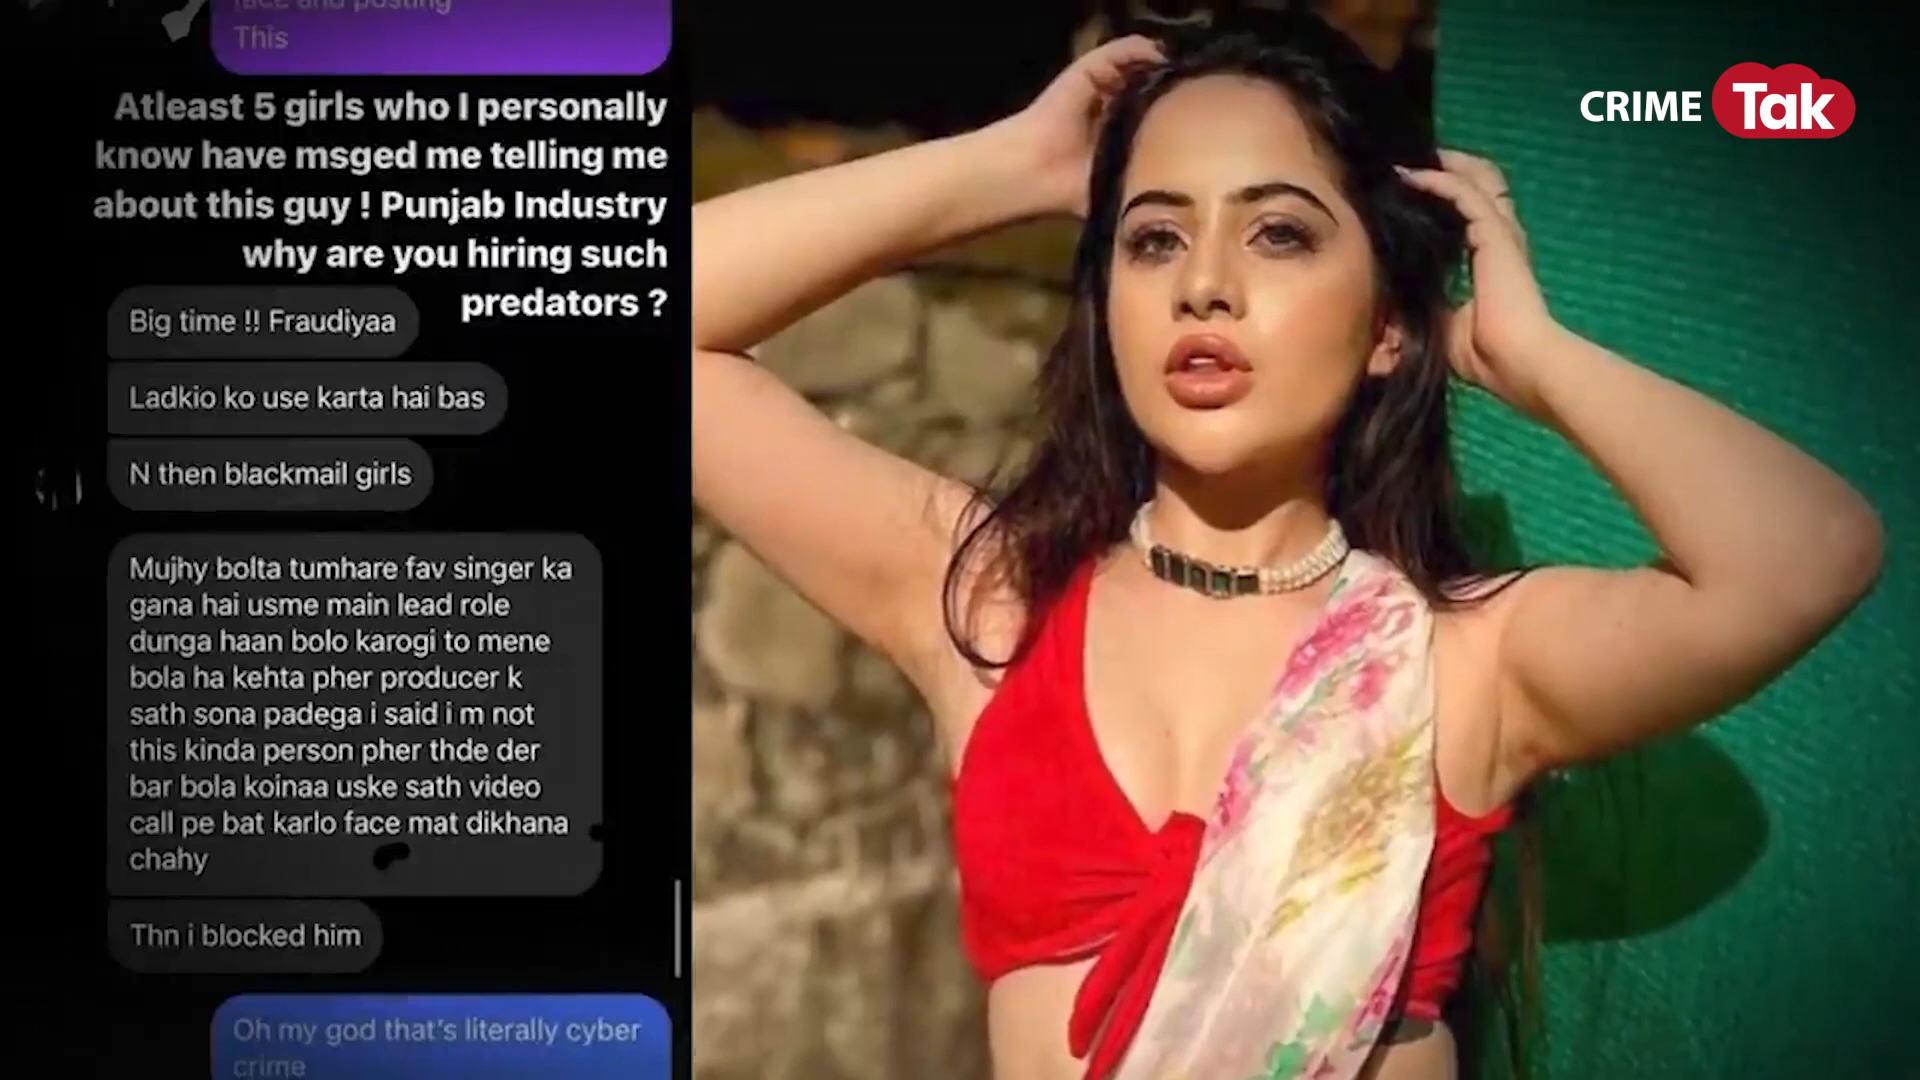 face and posting
This
Atleast 5 girls who I personally
know have msged me telling me
about this guy ! Punjab Industry
why are you hiring such
predators ?
Big time !! Fraudiyaa
Ladkio ko use karta hai bas
N then blackmail girls
Mujhy bolta tumhare fav singer ka
gana hai usme main lead role
dunga haan bolo karogi to mene
bola ha kehta pher producer k
sath sona padega i said i m not
this kinda person pher thde der
bar bola koinaa uske sath video
call pe bat karlo face mat dikhana
chahy
Thn i blocked him
Oh my god that's literally cyber
crime
CRIME Tak